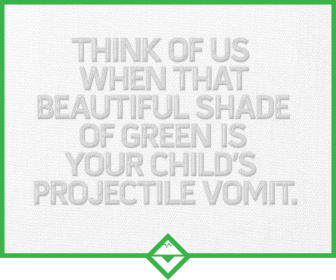 THINK OF US
WHEN THAT
BEAUTIFUL SHADE
OF GREEN IS
YOUR CHILD'S
PROJECTILE VOMIT.